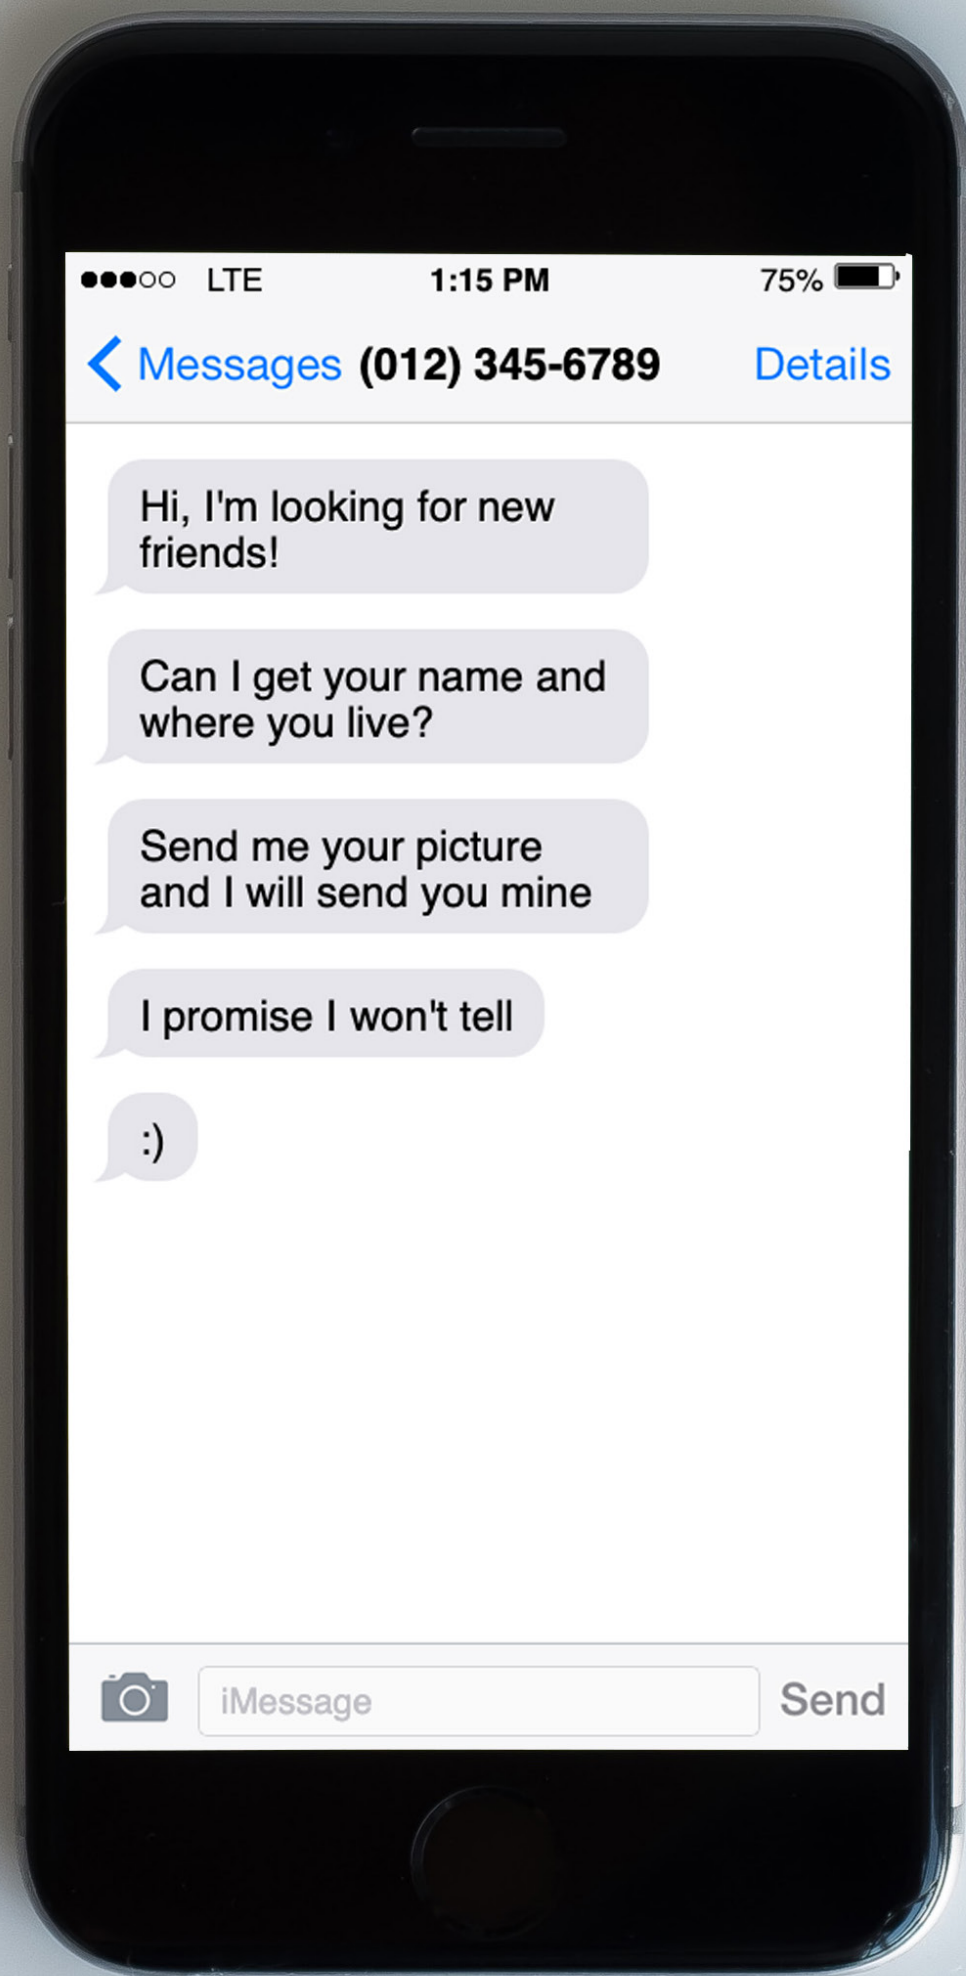 LTE 1:15 PM 75%
Messages (012) 345-6789 Details
Hi, I'm looking for new
friends!
Can I get your name and
where you live?
Send me your picture
and I will send you mine
I promise I won't tell
:)
iMessage Send